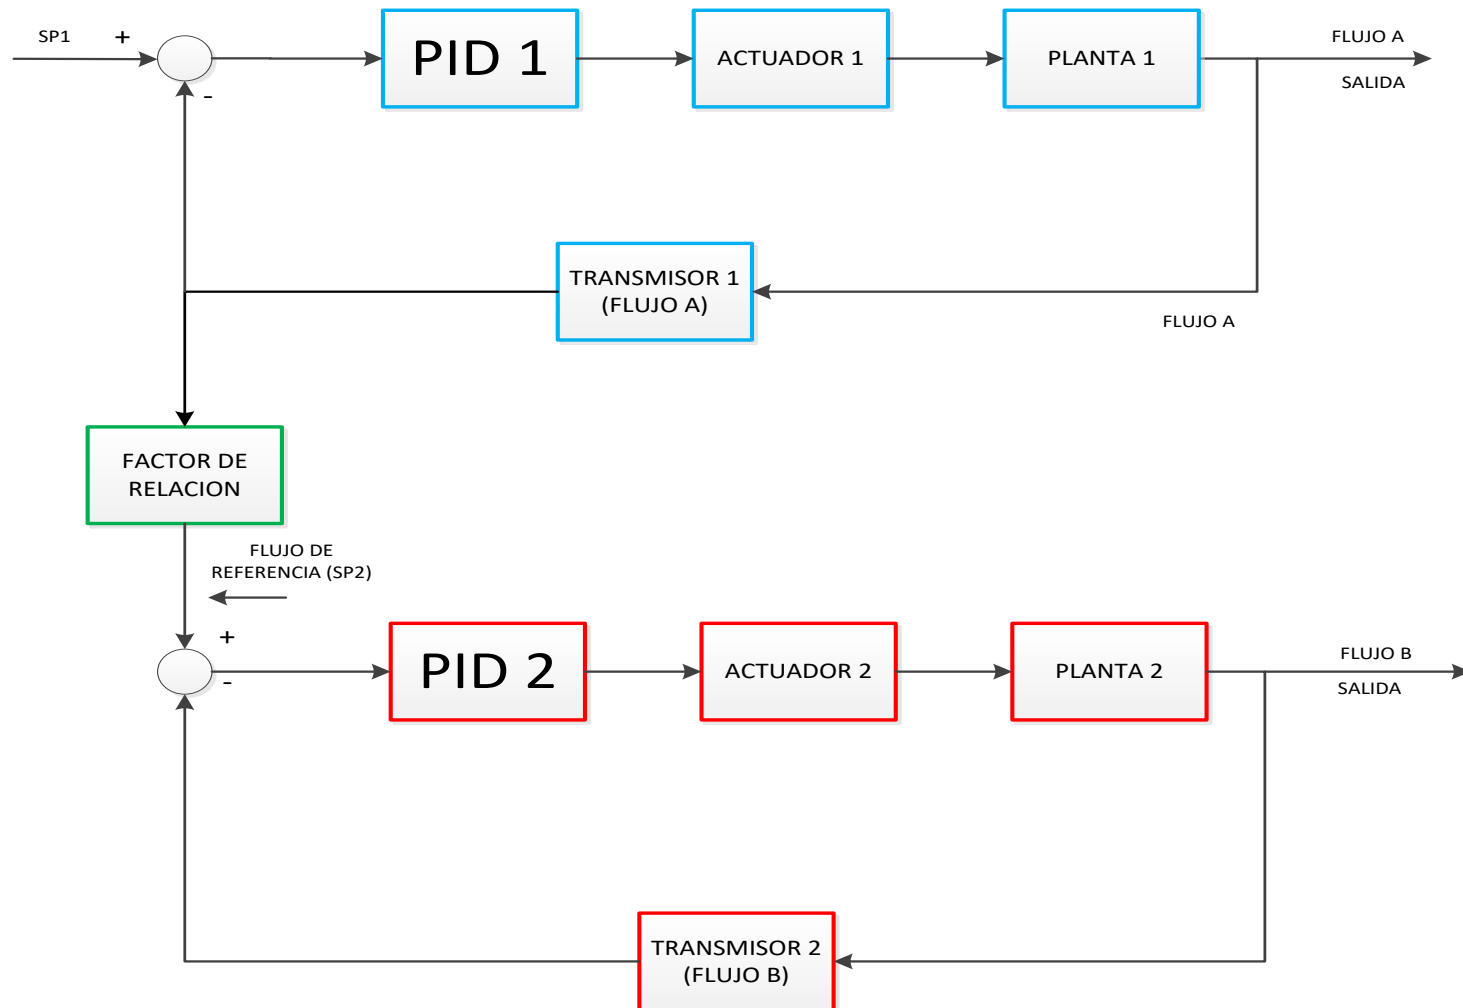 SP1
+
-
PID 1
ACTUADOR 1
PLANTA 1
FLUJO A
SALIDA
TRANSMISOR 1
(FLUJO A)
FLUJO A
FACTOR DE
RELACION
FLUJO DE
REFERENCIA (SP2)
+
-
PID 2
ACTUADOR 2
PLANTA 2
FLUJO B
SALIDA
TRANSMISOR 2
(FLUJO B)